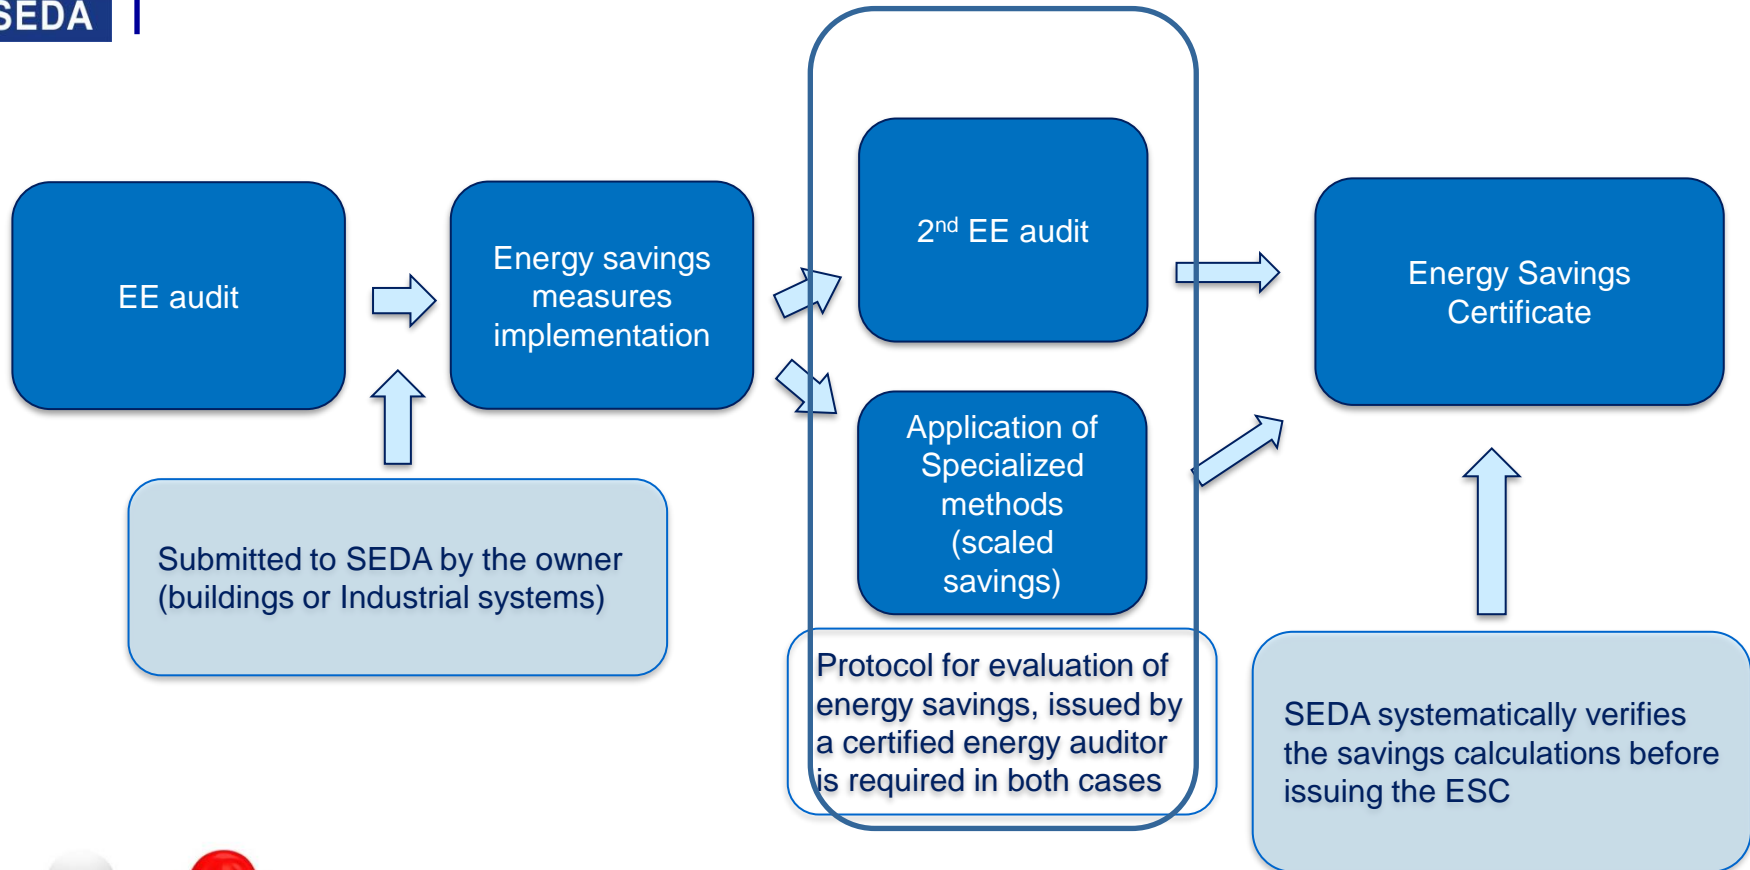 SEDA
EE audit
Energy savings
measures
implementation
2nd EE audit
Application of
Specialized
methods
(scaled
savings)
Energy Savings
Certificate
Submitted to SEDA by the owner
(buildings or Industrial systems)
Protocol for evaluation of
energy savings, issued by
a certified energy auditor
is required in both cases
SEDA systematically verifies
the savings calculations before
issuing the ESC